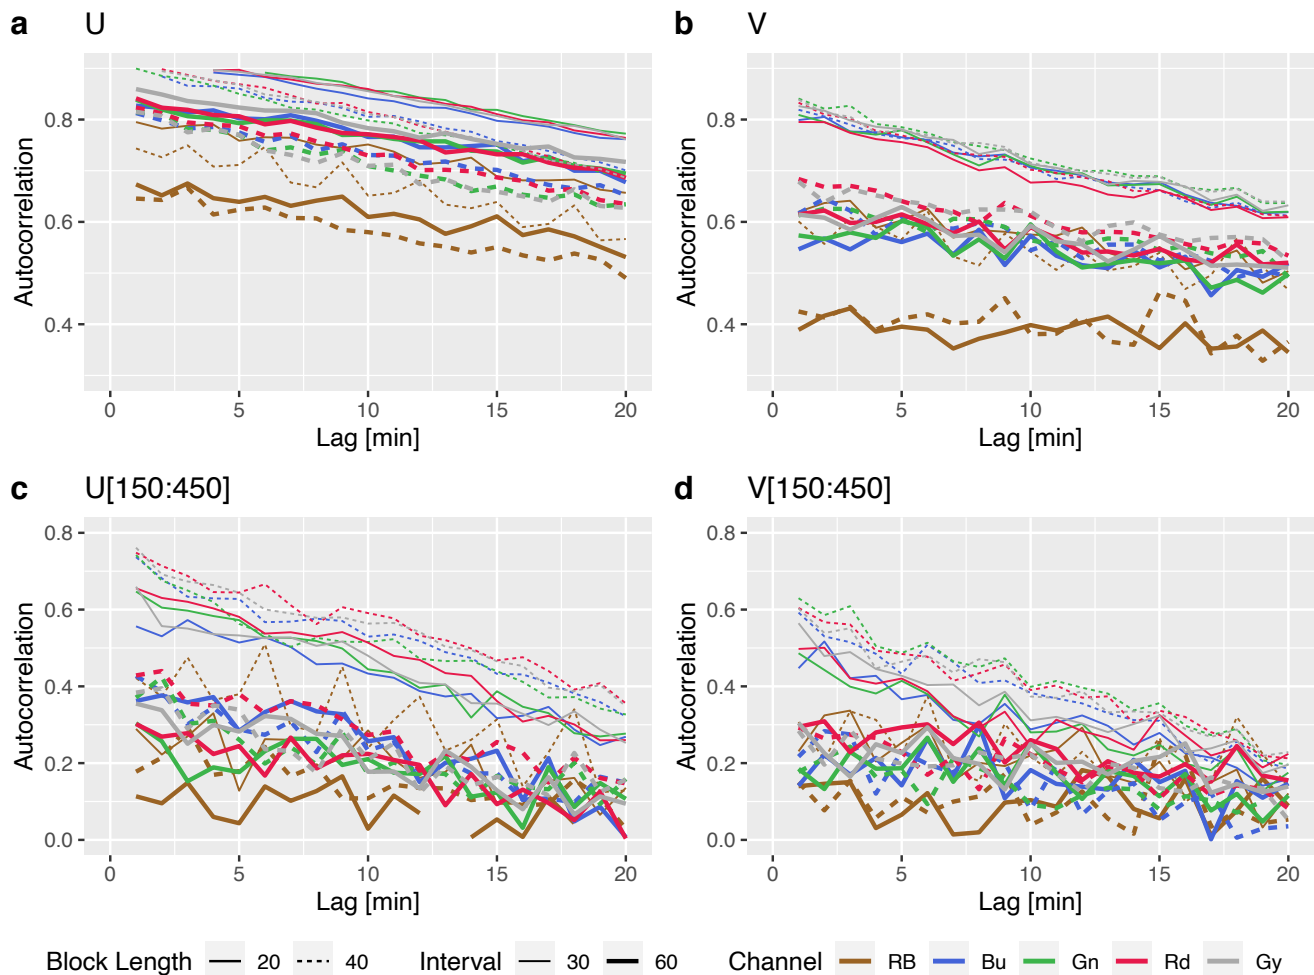 a U
b V
0.8
0.6
0.4
Autocorrelation
0 5 10 15 20
Lag [min]
0.8
0.6
0.4
Autocorrelation
0 5 10 15 20
Lag [min]
c U[150:450]
d V[150:450]
0.8
0.6
0.4
0.2
0.0
Autocorrelation
0 5 10 15 20
Lag [min]
0.8
0.6
0.4
0.2
0.0
Autocorrelation
0 5 10 15 20
Lag [min]
Block Length 20 40 Interval 30 60 Channel RB Bu Gn Rd Gy